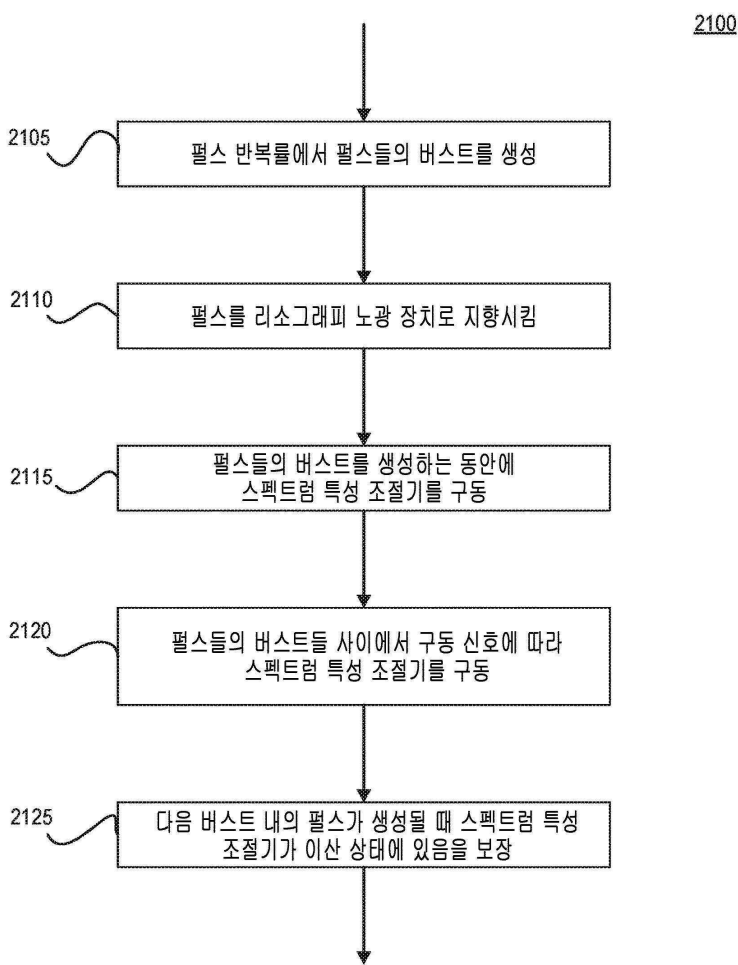 2100
2105
펄스 반복률에서 펄스들의 버스트를 생성
2110
펄스를 리소그래피 노광 장치로 지향시킴
2115
펄스들의 버스트를 생성하는 동안에
스펙트럼 특성 조절기를 구동
2120
펄스들의 버스트들 사이에서 구동 신호에 따라
스펙트럼 특성 조절기를 구동
2125
다음 버스트 내의 펄스가 생성될 때 스펙트럼 특성
조절기가 이산 상태에 있음을 보장